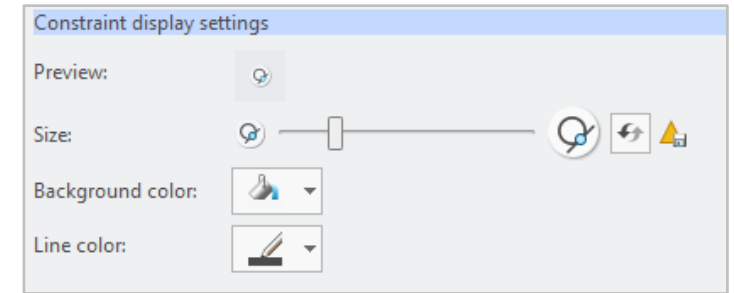 Constraint display settings
Preview:
Size:
Background color:
Line color: